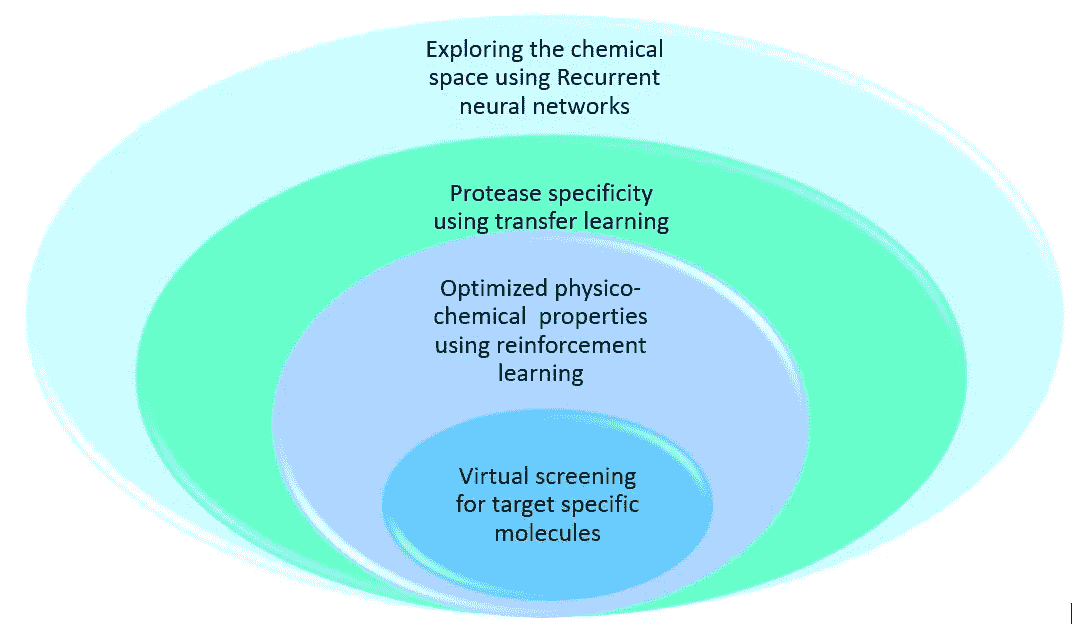 Exploring the chemical
space using Recurrent
neural networks
Protease specificity
using transfer learning
Optimized physico-
chemical properties
using reinforcement
learning
Virtual screening
for target specific
molecules